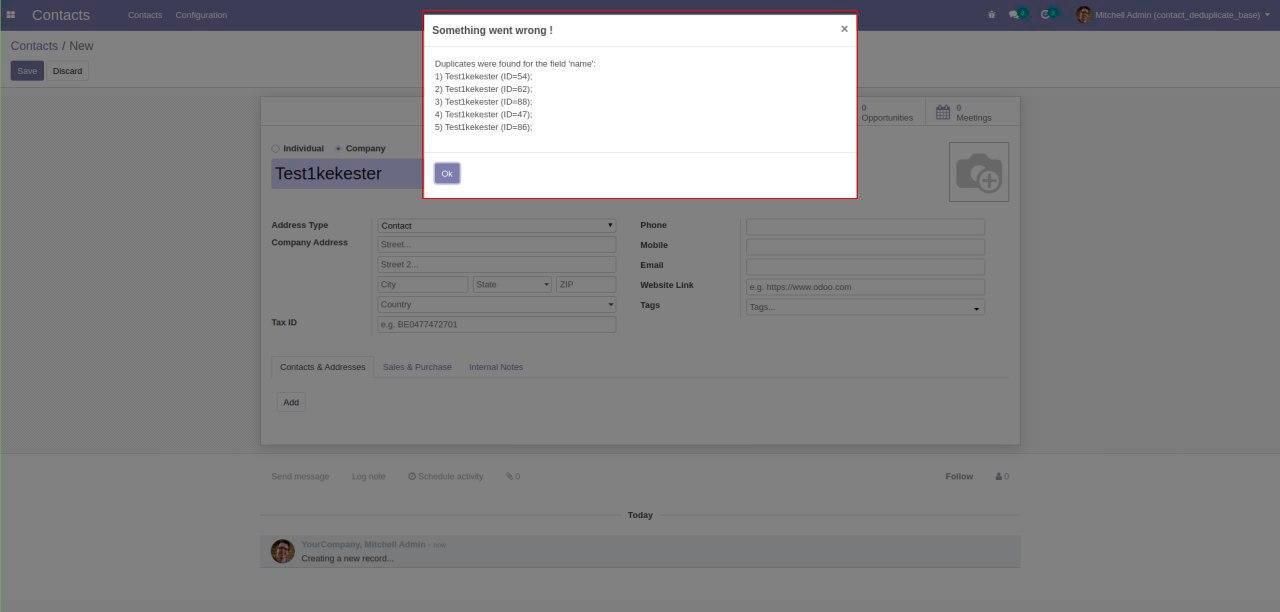 Contacts Contacts Configuration
Mitchell Admin (contact_deduplicate_base)
Contacts / New
Save Discard
Something went wrong !
×
Duplicates were found for the field 'name':
1) Test1kekester (ID=54);
2) Test1kekester (ID=62);
3) Test1kekester (ID=88);
4) Test1kekester (ID=47);
5) Test1kekester (ID=86);
Ok
0
Opportunities
0
Meetings
Individual Company
Test1kekester
Address Type Contact
Company Address Street...
Street 2...
City State ZIP
Country
Tax ID e.g. BE0477472701
Phone
Mobile
Email
Website Link e.g. https://www.odoo.com
Tags Tags...
Contacts & Addresses Sales & Purchase Internal Notes
Add
Send message Log note Schedule activity 0 Follow 0
Today
YourCompany, Mitchell Admin - now
Creating a new record...